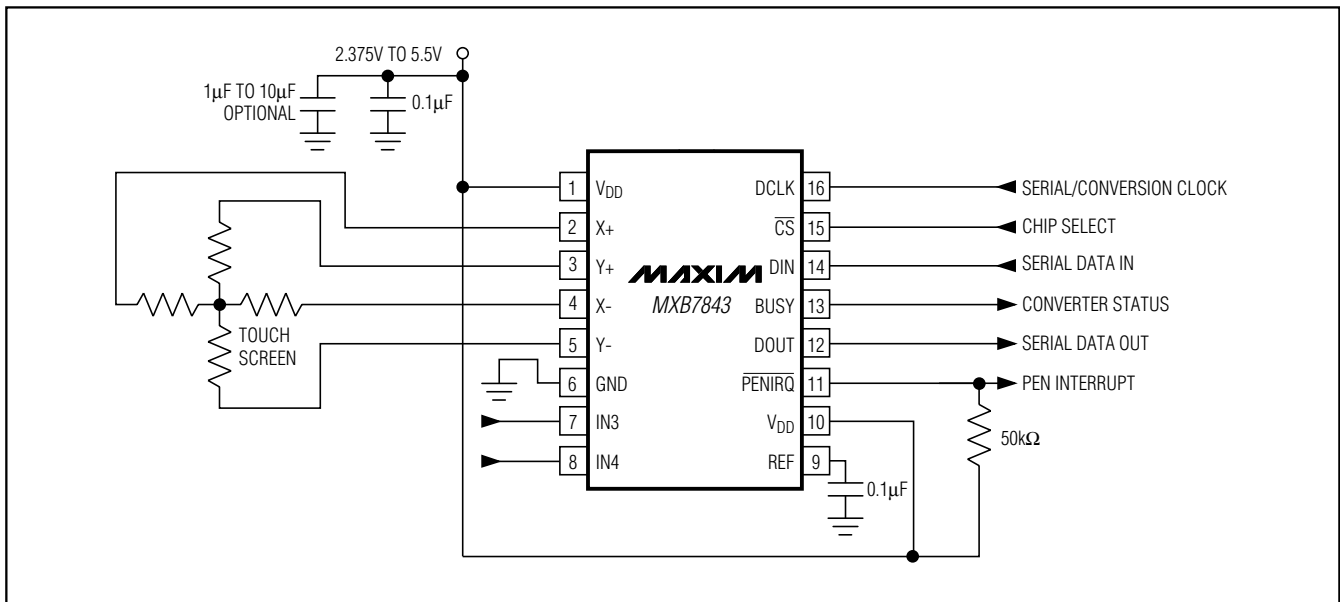 2.375V TO 5.5V
1µF TO 10µF
OPTIONAL
0.1µF
1 VDD
2 X+
3 Y+
4 X-
5 Y-
6 GND
7 IN3
8 IN4
TOUCH
SCREEN
MAXIM
MXB7843
DCLK 16
CS 15
DIN 14
BUSY 13
DOUT 12
PENIRQ 11
VDD 10
REF 9
SERIAL/CONVERSION CLOCK
CHIP SELECT
SERIAL DATA IN
CONVERTER STATUS
SERIAL DATA OUT
PEN INTERRUPT
50kΩ
0.1µF